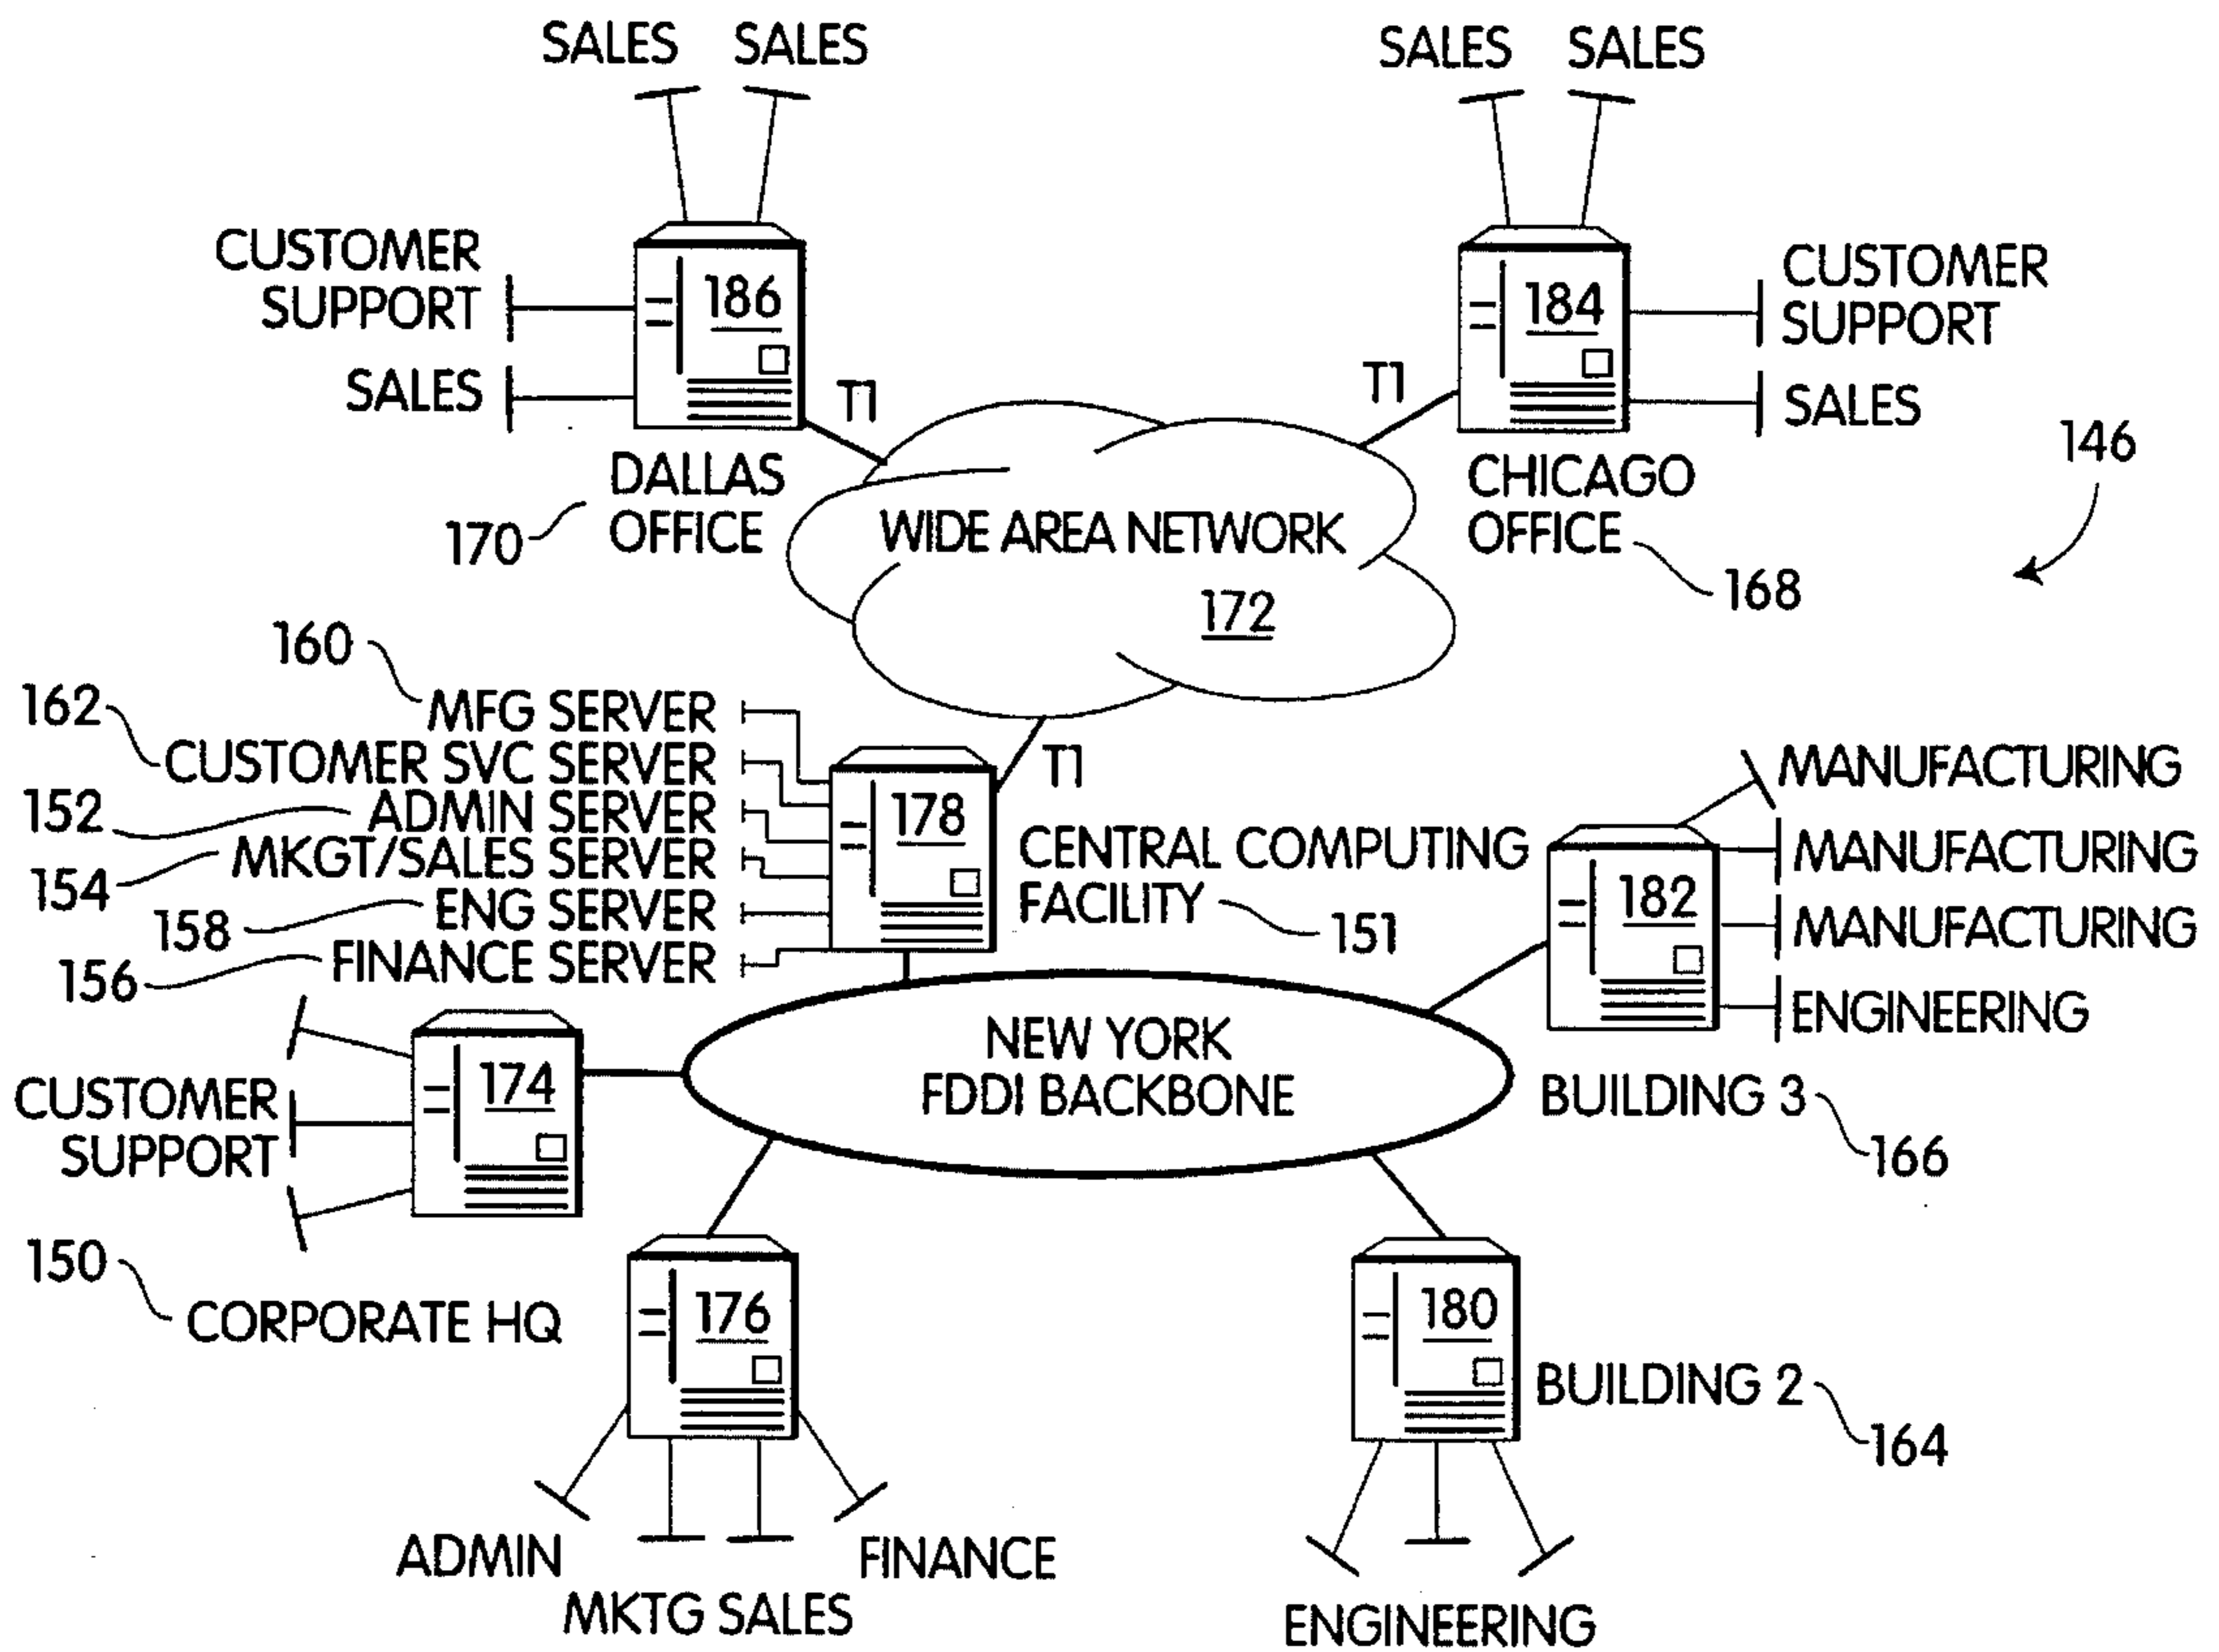 SALES SALES
SALES SALES
CUSTOMER
SUPPORT
SALES
186
T1
DALLAS
OFFICE
170
184
T1
CUSTOMER
SUPPORT
SALES
CHICAGO
OFFICE
168
146
WIDE AREA NETWORK
172
160
MFG SERVER
162
CUSTOMER SVC SERVER
152
ADMIN SERVER
154
MKGT/SALES SERVER
158
ENG SERVER
156
FINANCE SERVER
178
T1
CENTRAL COMPUTING
FACILITY
151
182
MANUFACTURING
MANUFACTURING
MANUFACTURING
ENGINEERING
BUILDING 3
166
NEW YORK
FDDI BACKBONE
174
CUSTOMER
SUPPORT
150
CORPORATE HQ
176
ADMIN
MKTG SALES
FINANCE
180
BUILDING 2
164
ENGINEERING